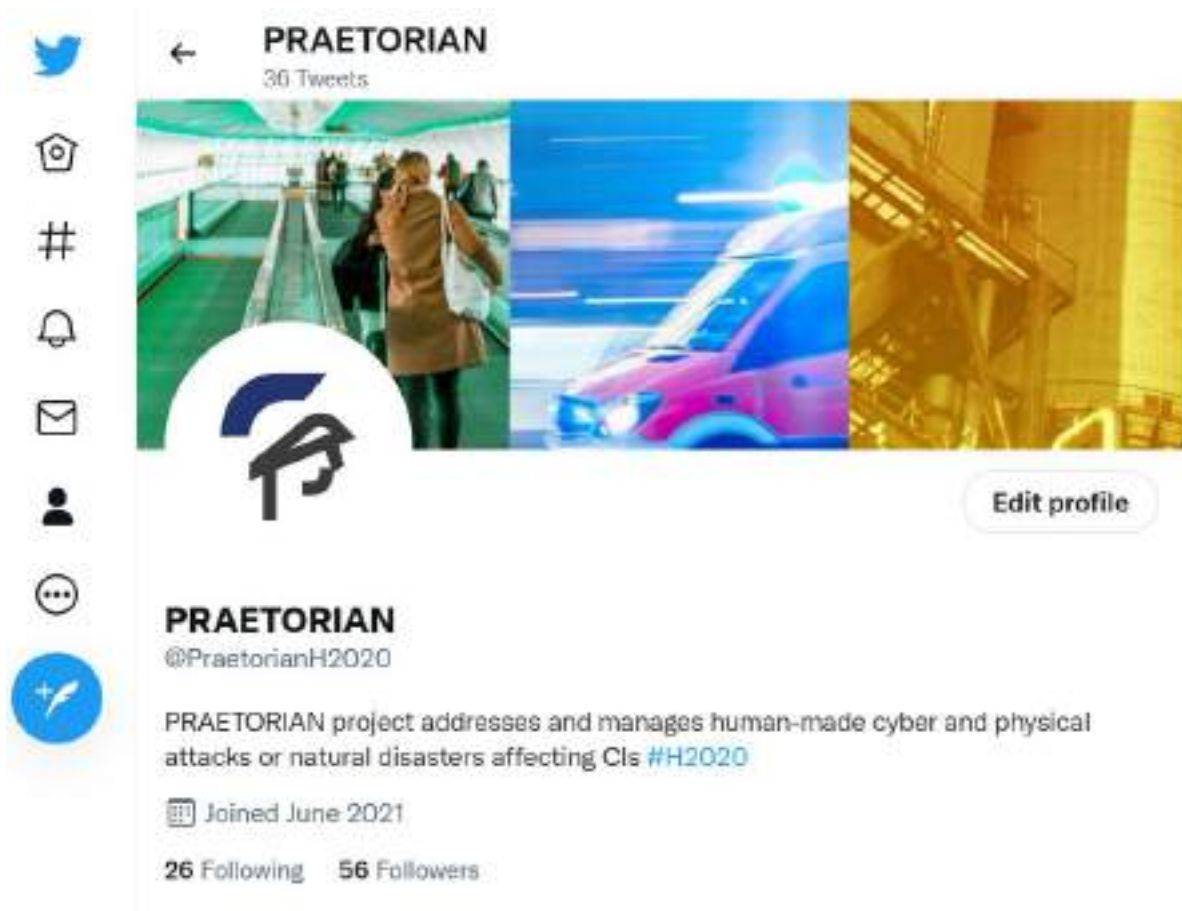 PRAETORIAN
36 Tweets
Edit profile
PRAETORIAN
@PraetorianH2020
PRAETORIAN project addresses and manages human-made cyber and physical
attacks or natural disasters affecting CIs #H2020
Joined June 2021
26 Following 56 Followers